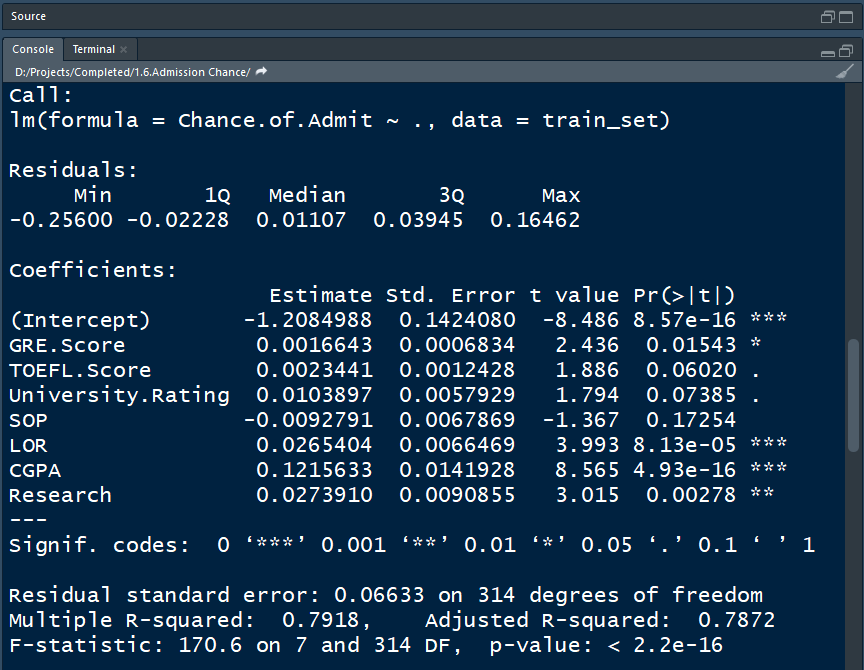 Source
Console Terminal ×
D:/Projects/Completed/1.6.Admission Chance/
Call:
lm(formula = Chance.of.Admit ~ ., data = train_set)
Residuals:
Min 1Q Median 3Q Max
-0.25600 -0.02228 0.01107 0.03945 0.16462
Coefficients:
Estimate Std. Error t value Pr(>|t|)
(Intercept) -1.2084988 0.1424080 -8.486 8.57e-16 ***
GRE.Score 0.0016643 0.0006834 2.436 0.01543 *
TOEFL.Score 0.0023441 0.0012428 1.886 0.06020 .
University.Rating 0.0103897 0.0057929 1.794 0.07385 .
SOP -0.0092791 0.0067869 -1.367 0.17254
LOR 0.0265404 0.0066469 3.993 8.13e-05 ***
CGPA 0.1215633 0.0141928 8.565 4.93e-16 ***
Research 0.0273910 0.0090855 3.015 0.00278 **
---
Signif. codes: 0 ‘***’ 0.001 ‘**’ 0.01 ‘*’ 0.05 ‘.’ 0.1 ‘ ’ 1
Residual standard error: 0.06633 on 314 degrees of freedom
Multiple R-squared: 0.7918, Adjusted R-squared: 0.7872
F-statistic: 170.6 on 7 and 314 DF, p-value: < 2.2e-16